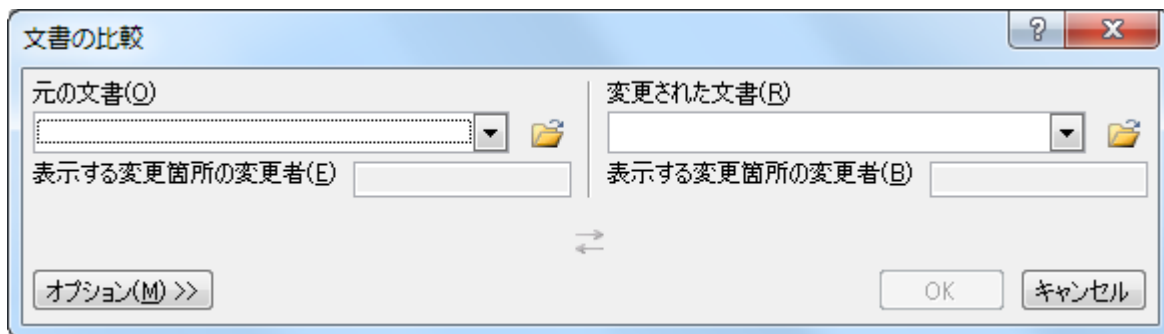 文書の比較
元の文書(O)
変更された文書(R)
表示する変更箇所の変更者(E)
表示する変更箇所の変更者(B)
オプション(M) >>
OK
キャンセル